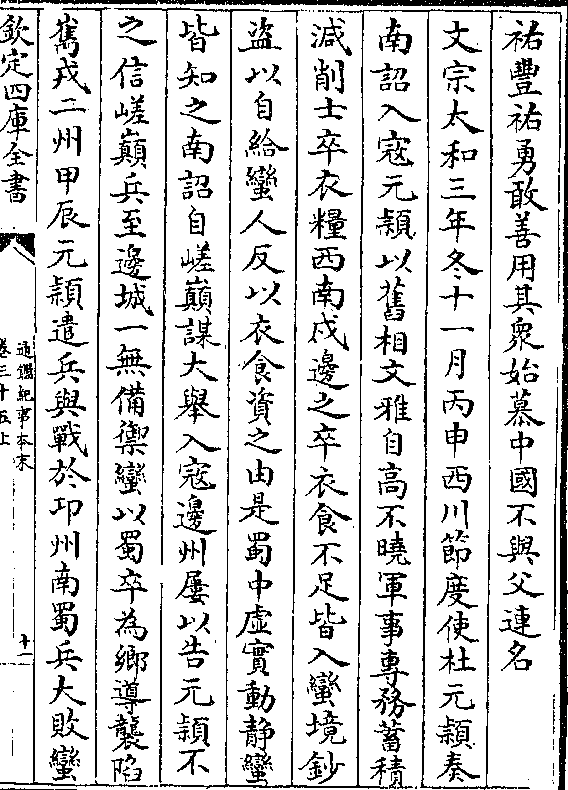 祐豐祐勇敢善用其衆始慕中國不與父連名
文宗太和三年冬十一月丙申西川節度使杜元穎奏
南詔入寇元穎以舊相文雅自高不曉軍事專務蓄積
減削士卒衣糧西南戍邊之卒衣食不足皆入蠻境鈔
盜以自給蠻人反以衣食資之由是蜀中虛實動静蠻
皆知之南詔自嵯巔謀大舉入寇邊州屢以告元穎不
之信嵯巔兵至邊城一無備禦蠻以蜀卒為鄉導襲陷
嶲戎二州甲辰元穎遣兵與戰於卭州南蜀兵大敗蠻
欽定四庫全書
通鑑紀事本末
卷三十五上
十一